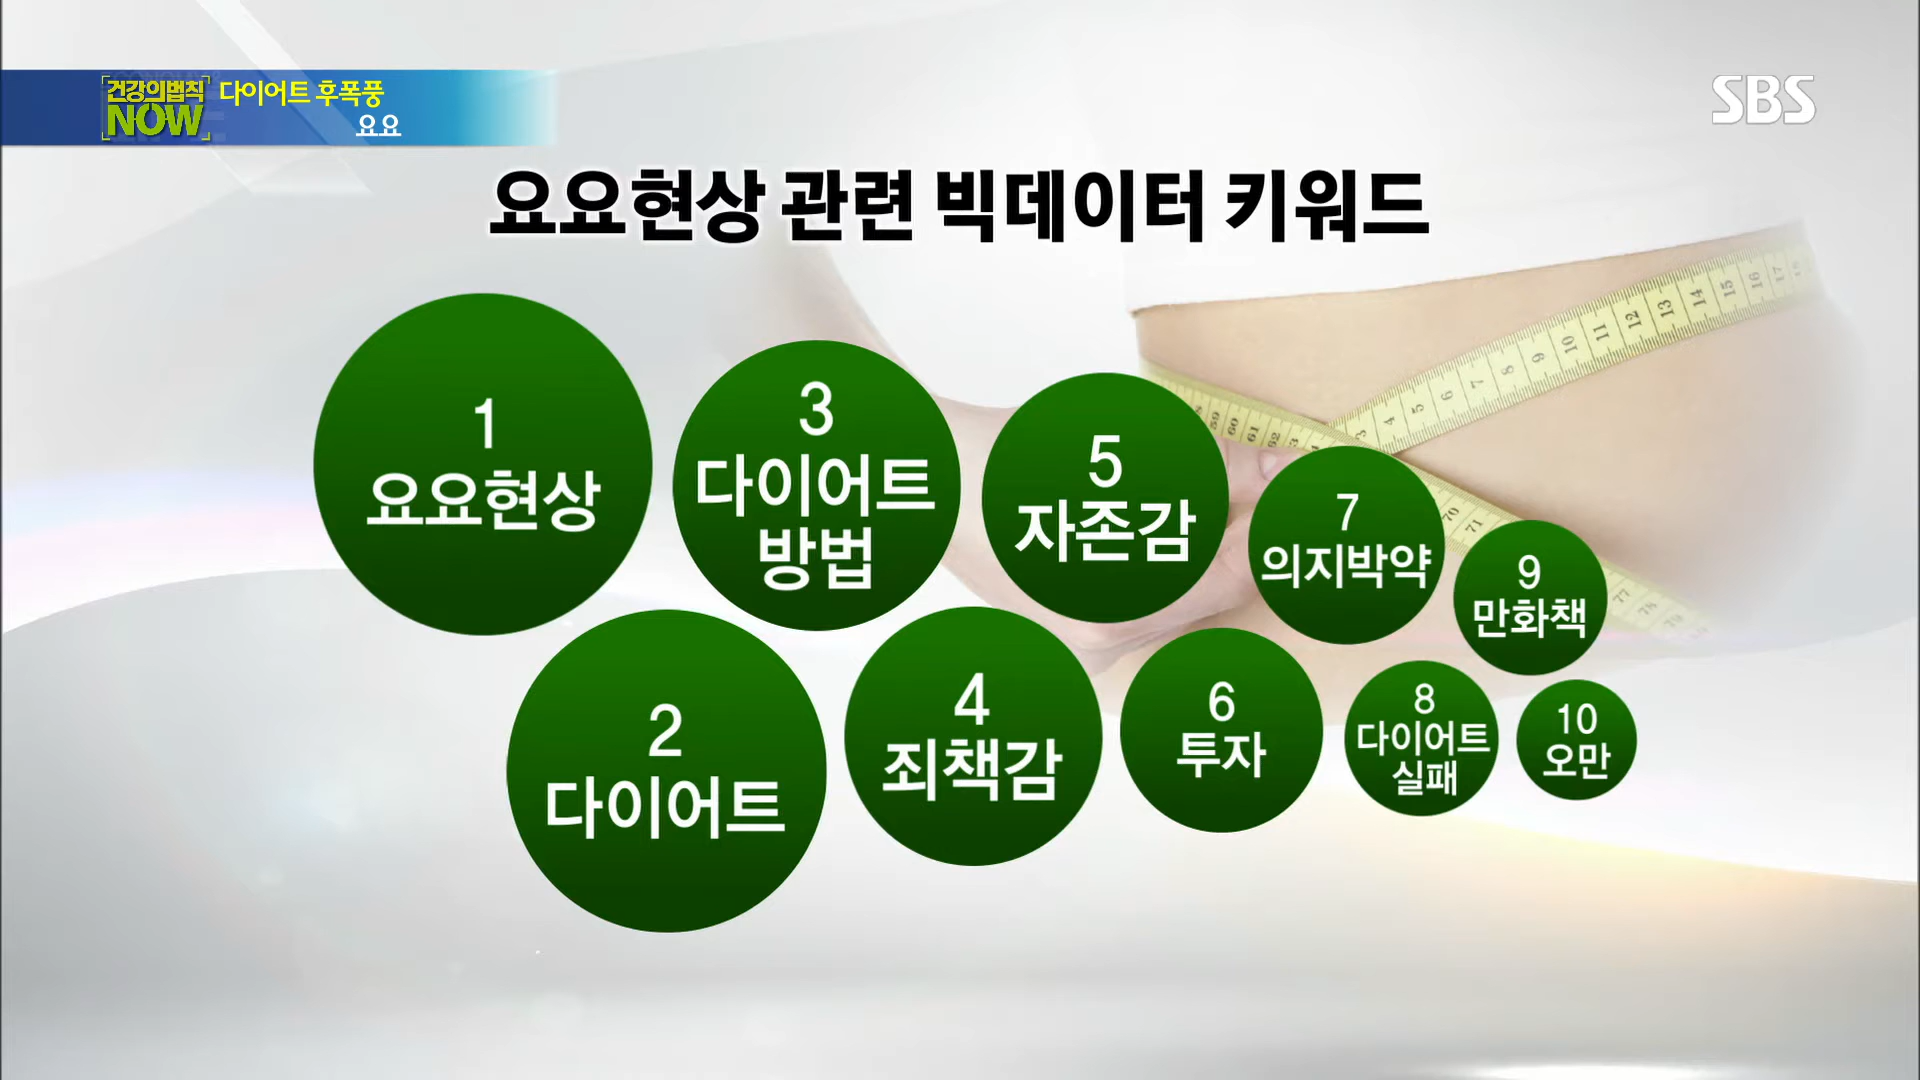 건강의법칙
NOW
다이어트 후폭풍
요요
SBS
요요현상 관련 빅데이터 키워드
1
요요현상
2
다이어트
3
다이어트
방법
4
죄책감
5
자존감
6
투자
7
의지박약
8
다이어트
실패
9
만화책
10
오만